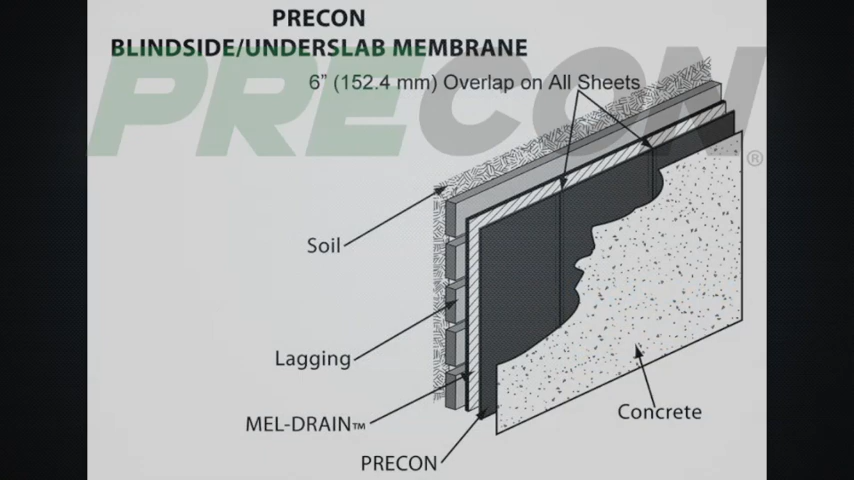 PRECON
BLINDSIDE/UNDERSLAB MEMBRANE
PRECON®
6” (152.4 mm) Overlap on All Sheets
Soil
Lagging
MEL-DRAIN™
Concrete
PRECON